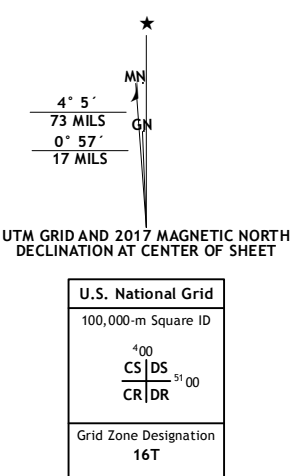 ★
MN
4° 5´
73 MILS
GN
0° 57´
17 MILS
UTM GRID AND 2017 MAGNETIC NORTH
DECLINATION AT CENTER OF SHEET
U.S. National Grid
100,000-m Square ID
⁴00
CS DS
⁵¹00
CR DR
Grid Zone Designation
16T